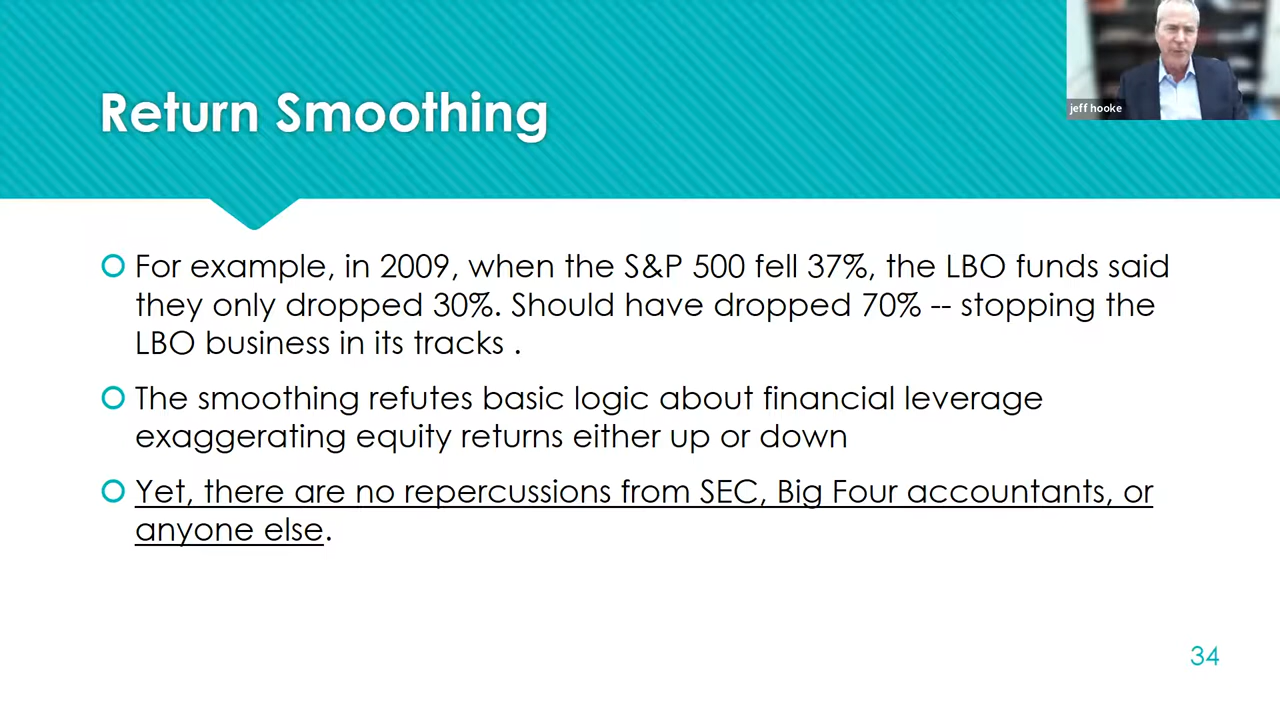 jeff hooke
Return Smoothing
For example, in 2009, when the S&P 500 fell 37%, the LBO funds said
they only dropped 30%. Should have dropped 70% -- stopping the
LBO business in its tracks .
The smoothing refutes basic logic about financial leverage
exaggerating equity returns either up or down
Yet, there are no repercussions from SEC, Big Four accountants, or
anyone else.
34